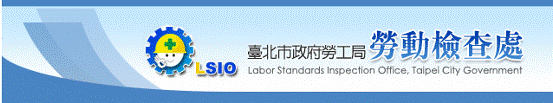 LSIO
臺北市政府勞工局 勞動檢查處
Labor Standards Inspection Office, Taipei City Government